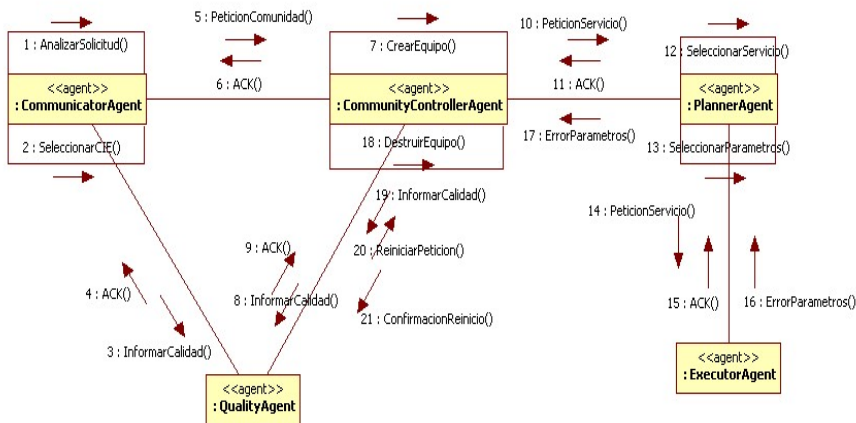 5 : PeticionComunidad()
10 : PeticionServicio()
1 : AnalizarSolicitud()
7 : CrearEquipo()
12 : SeleccionarServicio()
6 : ACK()
11 : ACK()
<<agent>>
: CommunicatorAgent
<<agent>>
: CommunityControllerAgent
<<agent>>
: PlannerAgent
17 : ErrorParametros()
2 : SeleccionarCIE()
18 : DestruirEquipo()
13 : SeleccionarParametros()
19 : InformarCalidad()
14 : PeticionServicio()
9 : ACK()
20 : ReiniciarPeticion()
4 : ACK()
8 : InformarCalidad()
15 : ACK()
16 : ErrorParametros()
21 : ConfirmacionReinicio()
3 : InformarCalidad()
<<agent>>
: ExecutorAgent
<<agent>>
: QualityAgent